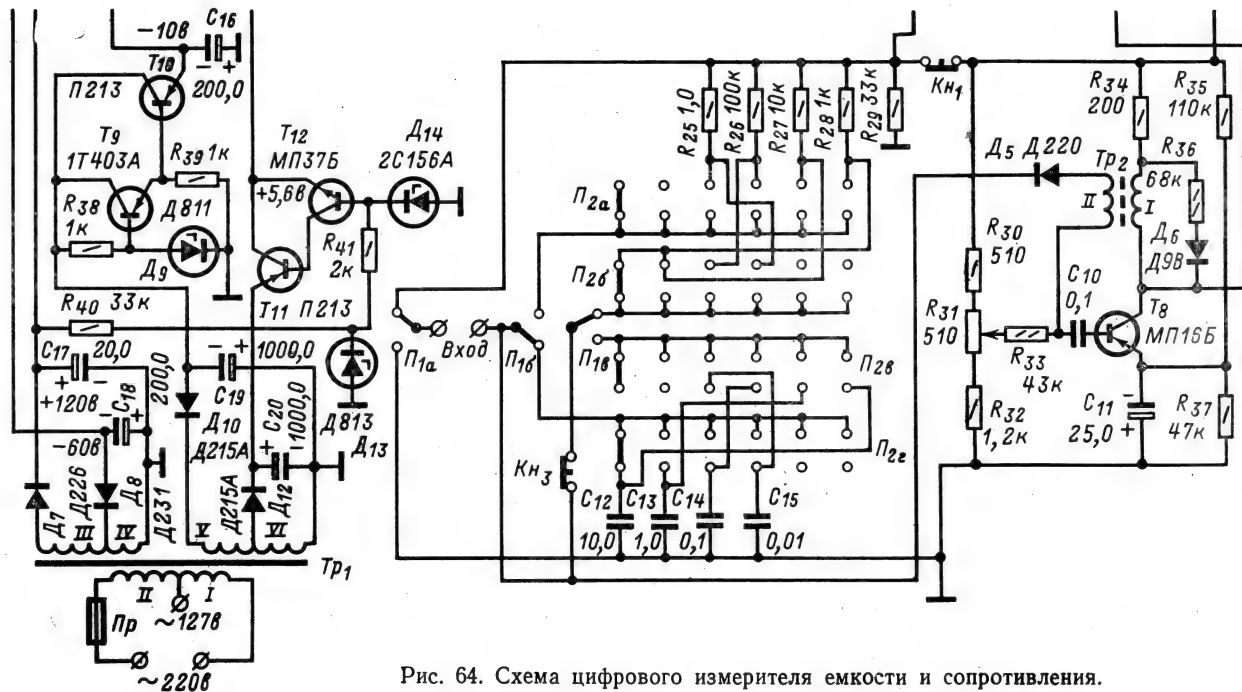 -10в
C16
- +
200,0
T10
П213
T9
1Т403А
R39 1к
R38
1к
Д811
Д9
R40 33к
T12
МП37Б
+5,6в
Д14
2С156А
R41
2к
T11 П213
C17
20,0
+ -
+120в
C18
- +
200,0
-60в
C19
- +
1000,0
Д10
Д215А
C20
+ -
1000,0
Д813
Д13
Д7
Д226
Д8
Д231
Д215А
Д12
III
IV
V
VI
Тр1
II
I
Пр
~127в
~220в
П1а
Вход
П1б
П1в
П2а
П2б
П2в
П2г
Кн3
Кн1
R25 1,0
R26 100к
R27 10к
R28 1к
R29 33к
C12
10,0
C13
1,0
C14
0,1
C15
0,01
Д5 Д220
Тр2
II
I
R34
200
R35
110к
R36
68к
Д6
Д9В
R30
510
R31
510
R32
1,2к
R33
43к
C10
0,1
T8
МП16Б
C11
25,0
-
+
R37
47к
Рис. 64. Схема цифрового измерителя емкости и сопротивления.